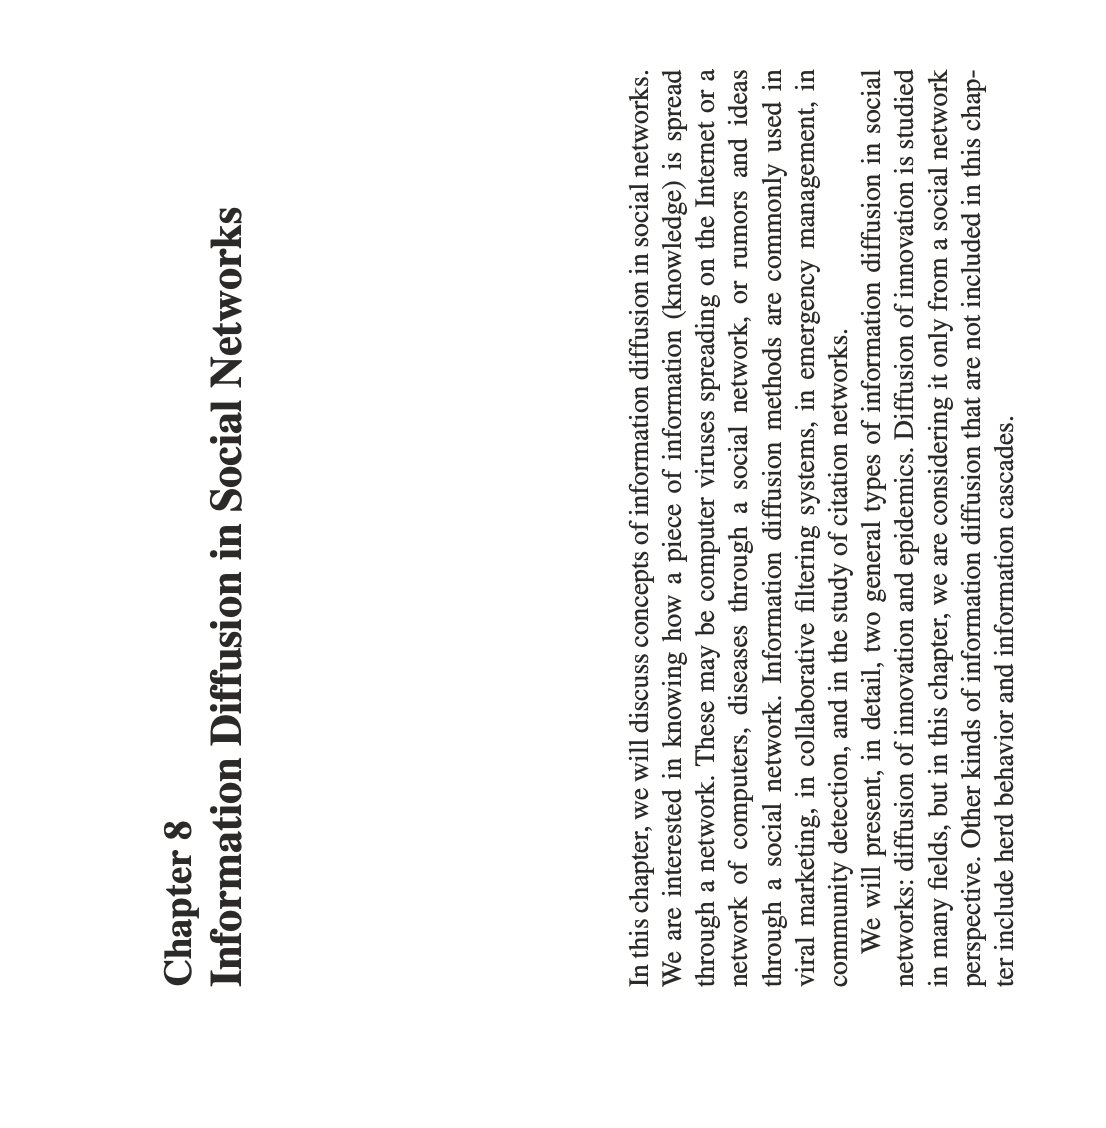 Chapter 8
Information Diffusion in Social Networks
In this chapter, we will discuss concepts of information diffusion in social networks.
We are interested in knowing how a piece of information (knowledge) is spread
through a network. These may be computer viruses spreading on the Internet or a
network of computers, diseases through a social network, or rumors and ideas
through a social network. Information diffusion methods are commonly used in
viral marketing, in collaborative filtering systems, in emergency management, in
community detection, and in the study of citation networks.
We will present, in detail, two general types of information diffusion in social
networks: diffusion of innovation and epidemics. Diffusion of innovation is studied
in many fields, but in this chapter, we are considering it only from a social network
perspective. Other kinds of information diffusion that are not included in this chap-
ter include herd behavior and information cascades.